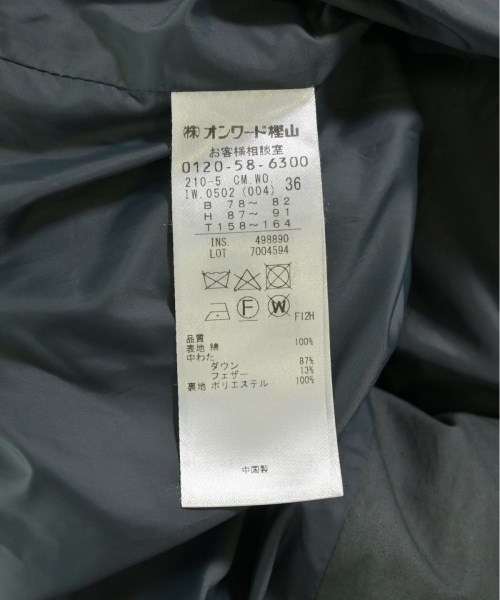 ㈱ オンワード樫山
お客様相談室
0120-58-6300
210-5 CM WO. 36
IW.0502 (004)
B 78～ 82
H 87～ 91
T158～164
INS. 498890
LOT 7004594
F W F12H
品質
表地 綿 100%
中わた
ダウン 87%
フェザー 13%
裏地 ポリエステル 100%
中国製